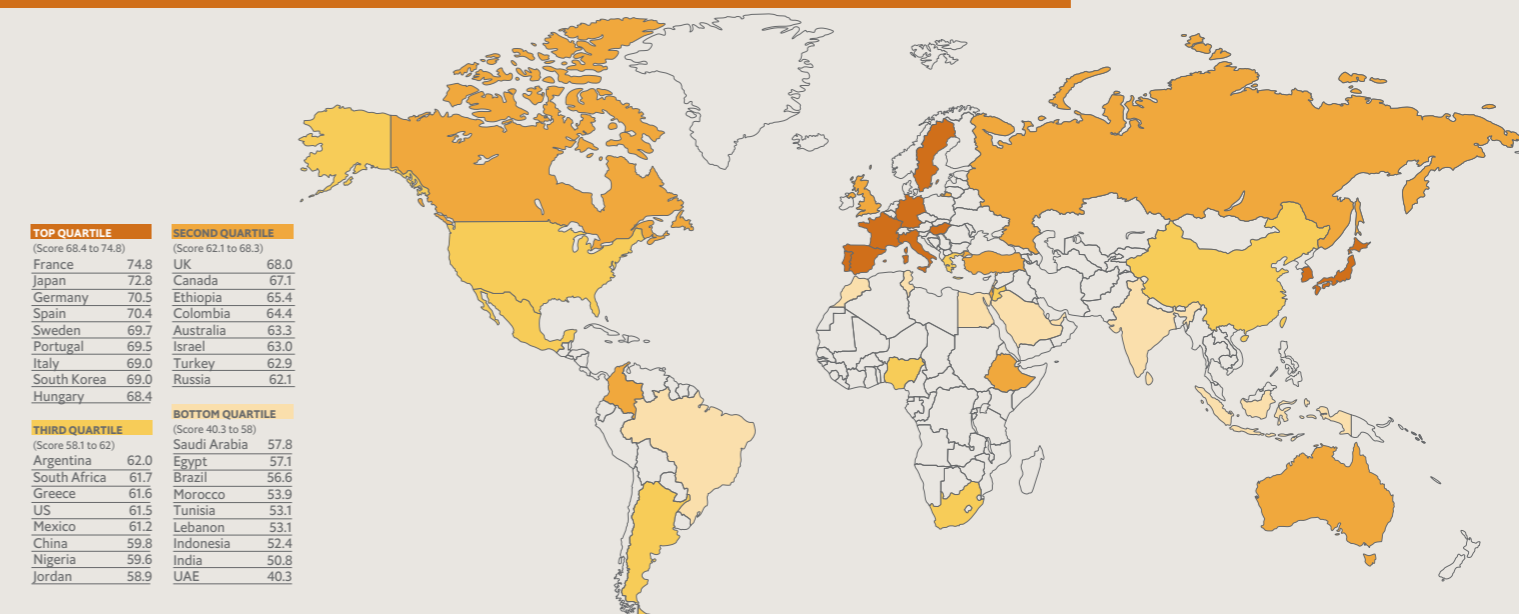 TOP QUARTILE
(Score 68.4 to 74.8)
France 74.8
Japan 72.8
Germany 70.5
Spain 70.4
Sweden 69.7
Portugal 69.5
Italy 69.0
South Korea 69.0
Hungary 68.4
SECOND QUARTILE
(Score 62.1 to 68.3)
UK 68.0
Canada 67.1
Ethiopia 65.4
Colombia 64.4
Australia 63.3
Israel 63.0
Turkey 62.9
Russia 62.1
THIRD QUARTILE
(Score 58.1 to 62)
Argentina 62.0
South Africa 61.7
Greece 61.6
US 61.5
Mexico 61.2
China 59.8
Nigeria 59.6
Jordan 58.9
BOTTOM QUARTILE
(Score 40.3 to 58)
Saudi Arabia 57.8
Egypt 57.1
Brazil 56.6
Morocco 53.9
Tunisia 53.1
Lebanon 53.1
Indonesia 52.4
India 50.8
UAE 40.3